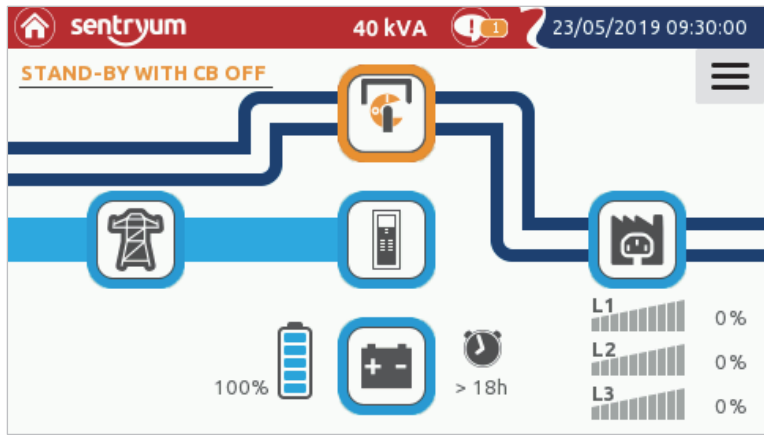 sentryum 40 kVA ! 1 23/05/2019 09:30:00
STAND-BY WITH CB OFF
L1 0%
L2 0%
L3 0%
100% > 18h